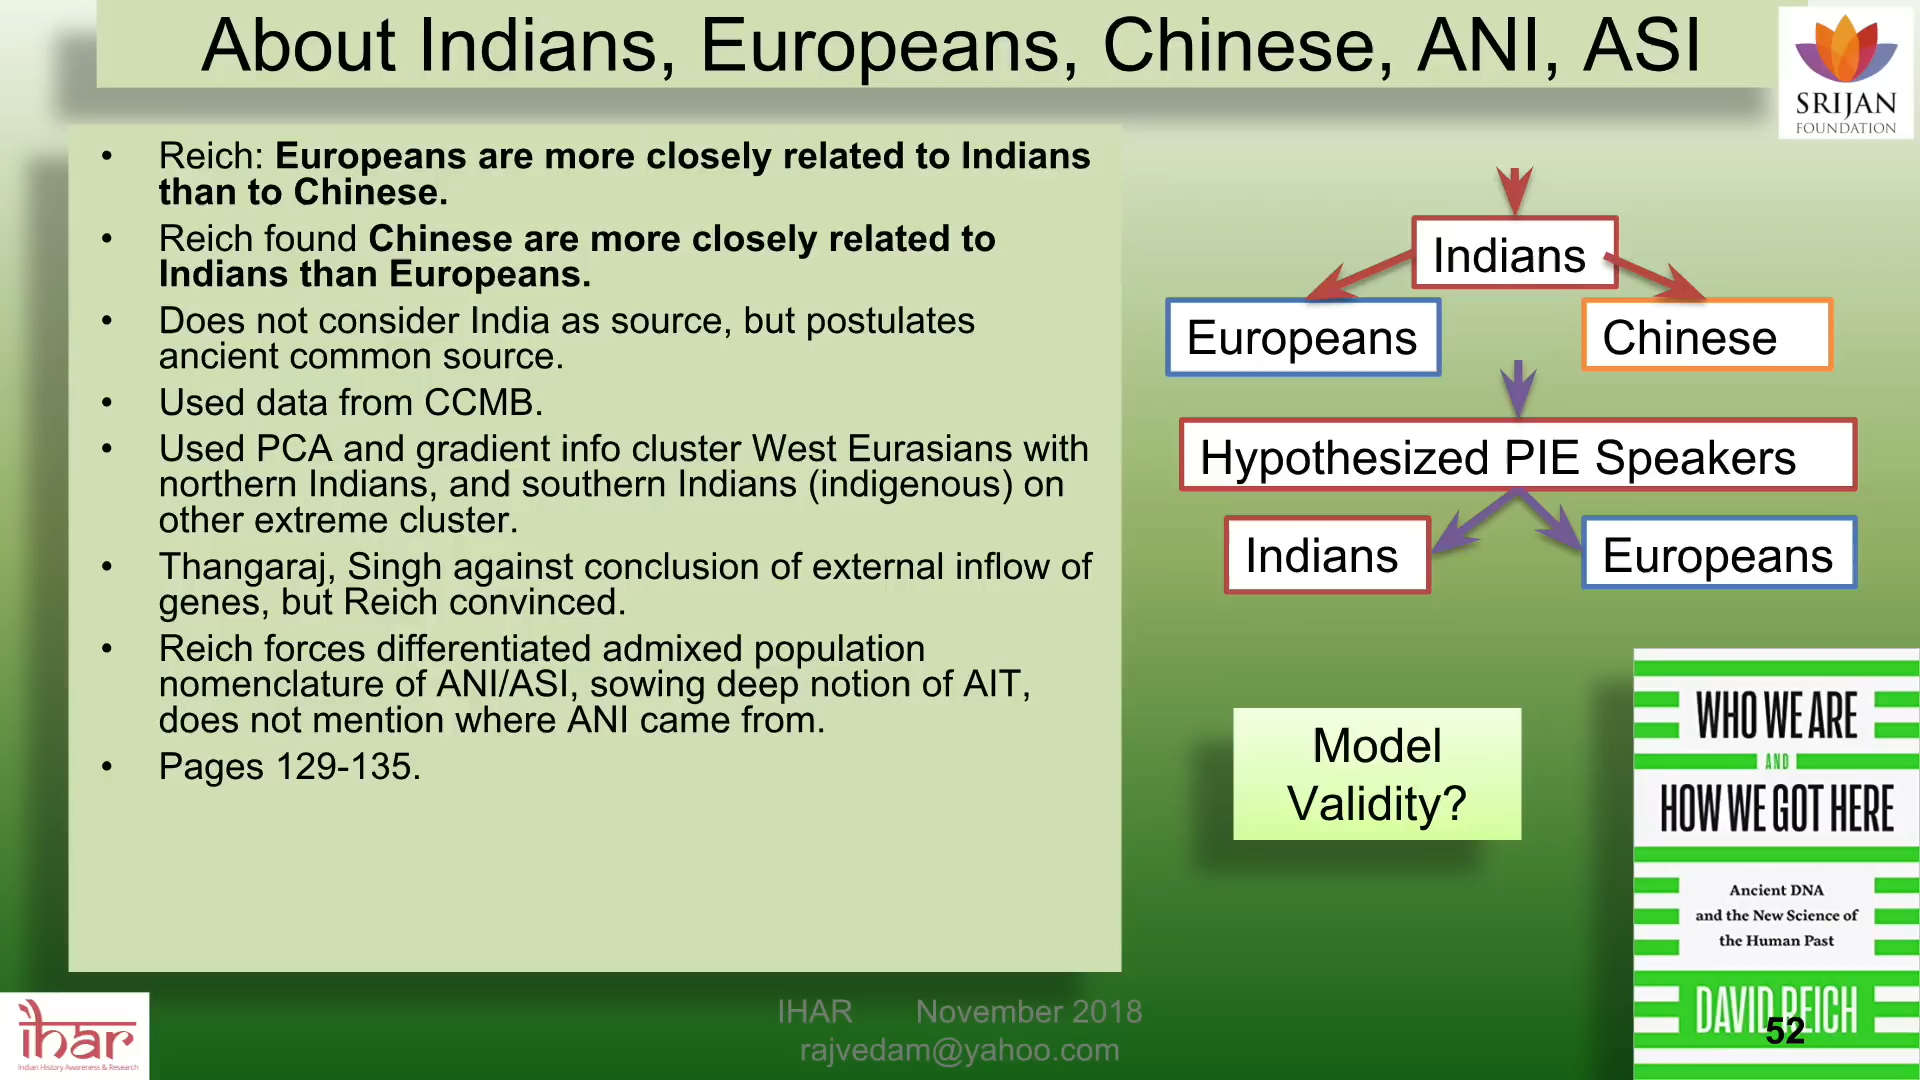 About Indians, Europeans, Chinese, ANI, ASI
SRIJAN
FOUNDATION
• Reich: Europeans are more closely related to Indians
than to Chinese.
• Reich found Chinese are more closely related to
Indians than Europeans.
• Does not consider India as source, but postulates
ancient common source.
• Used data from CCMB.
• Used PCA and gradient info cluster West Eurasians with
northern Indians, and southern Indians (indigenous) on
other extreme cluster.
• Thangaraj, Singh against conclusion of external inflow of
genes, but Reich convinced.
• Reich forces differentiated admixed population
nomenclature of ANI/ASI, sowing deep notion of AIT,
does not mention where ANI came from.
• Pages 129-135.
Indians
Europeans
Chinese
Hypothesized PIE Speakers
Indians
Europeans
Model
Validity?
WHO WE ARE
AND
HOW WE GOT HERE
Ancient DNA
and the New Science of
the Human Past
DAVID REICH
52
ihar
Indian History Awareness & Research
IHAR November 2018
rajvedam@yahoo.com